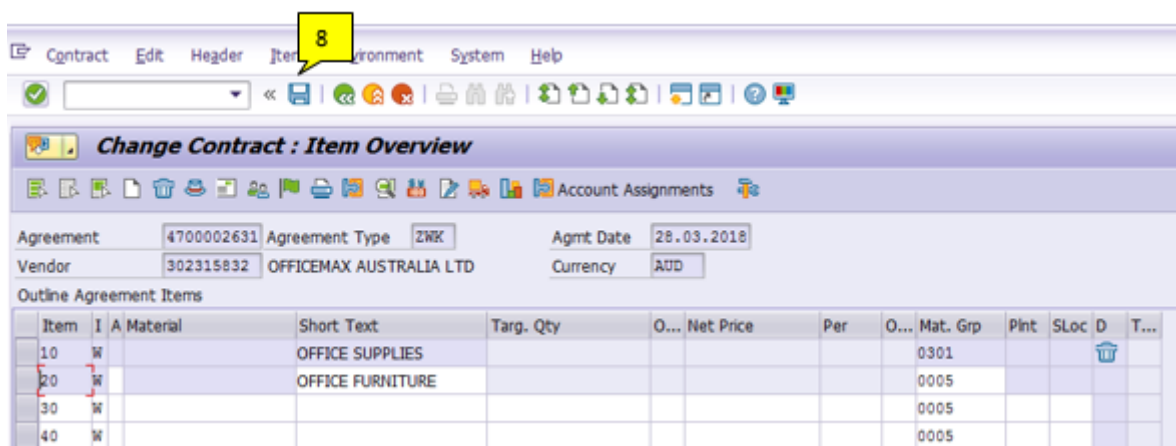 8
Contract Edit Header Ite vironment System Help
«
Change Contract : Item Overview
Account Assignments
Agreement 4700002631 Agreement Type ZWK Agmt Date 28.03.2018
Vendor 302315832 OFFICEMAX AUSTRALIA LTD Currency AUD
Outline Agreement Items
Item I A Material Short Text Targ. Qty O... Net Price Per O... Mat. Grp Plnt SLoc D T...
10 W OFFICE SUPPLIES 0301
20 W OFFICE FURNITURE 0005
30 W 0005
40 W 0005